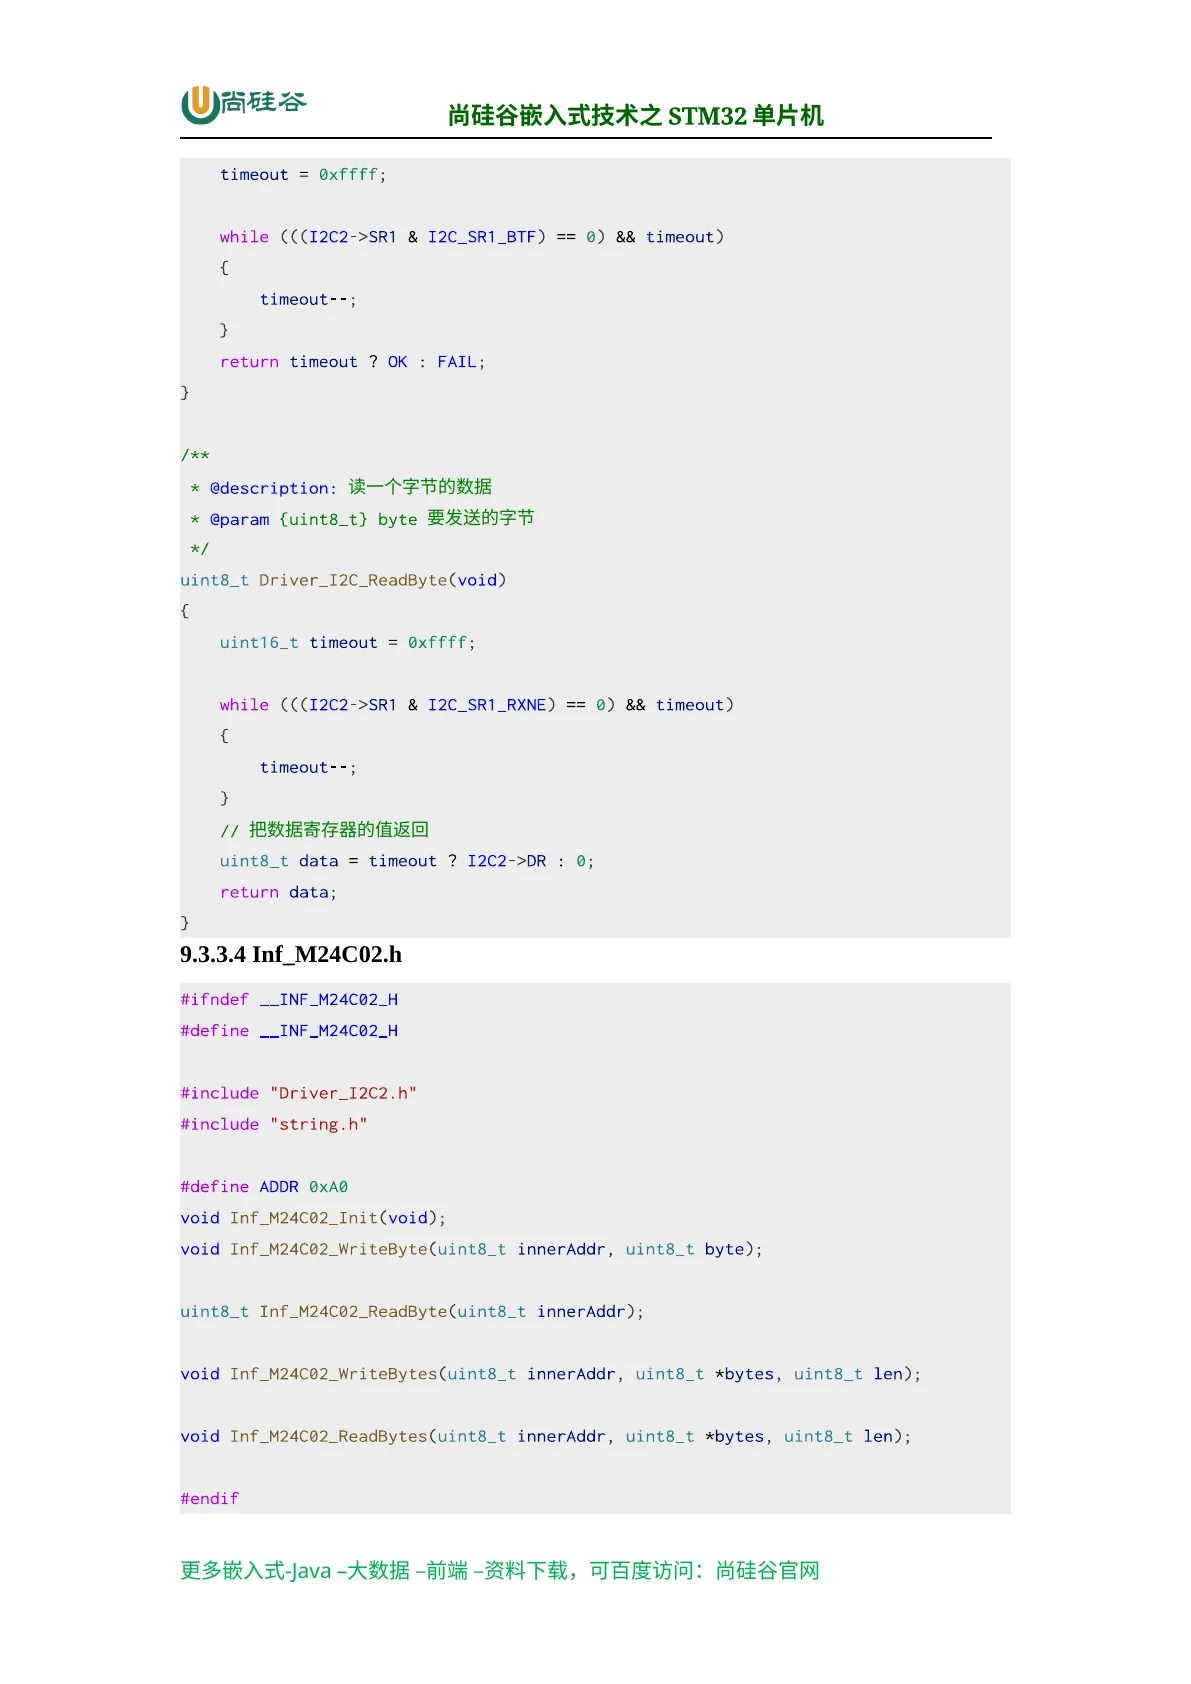 尚硅谷
尚硅谷嵌入式技术之 STM32 单片机
    timeout = 0xffff;

    while (((I2C2->SR1 & I2C_SR1_BTF) == 0) && timeout)
    {
        timeout--;
    }
    return timeout ? OK : FAIL;
}

/**
 * @description: 读一个字节的数据
 * @param {uint8_t} byte 要发送的字节
 */
uint8_t Driver_I2C_ReadByte(void)
{
    uint16_t timeout = 0xffff;

    while (((I2C2->SR1 & I2C_SR1_RXNE) == 0) && timeout)
    {
        timeout--;
    }
    // 把数据寄存器的值返回
    uint8_t data = timeout ? I2C2->DR : 0;
    return data;
}
9.3.3.4 Inf_M24C02.h
#ifndef __INF_M24C02_H
#define __INF_M24C02_H

#include "Driver_I2C2.h"
#include "string.h"

#define ADDR 0xA0
void Inf_M24C02_Init(void);
void Inf_M24C02_WriteByte(uint8_t innerAddr, uint8_t byte);

uint8_t Inf_M24C02_ReadByte(uint8_t innerAddr);

void Inf_M24C02_WriteBytes(uint8_t innerAddr, uint8_t *bytes, uint8_t len);

void Inf_M24C02_ReadBytes(uint8_t innerAddr, uint8_t *bytes, uint8_t len);

#endif
更多嵌入式-Java –大数据 –前端 –资料下载，可百度访问：尚硅谷官网